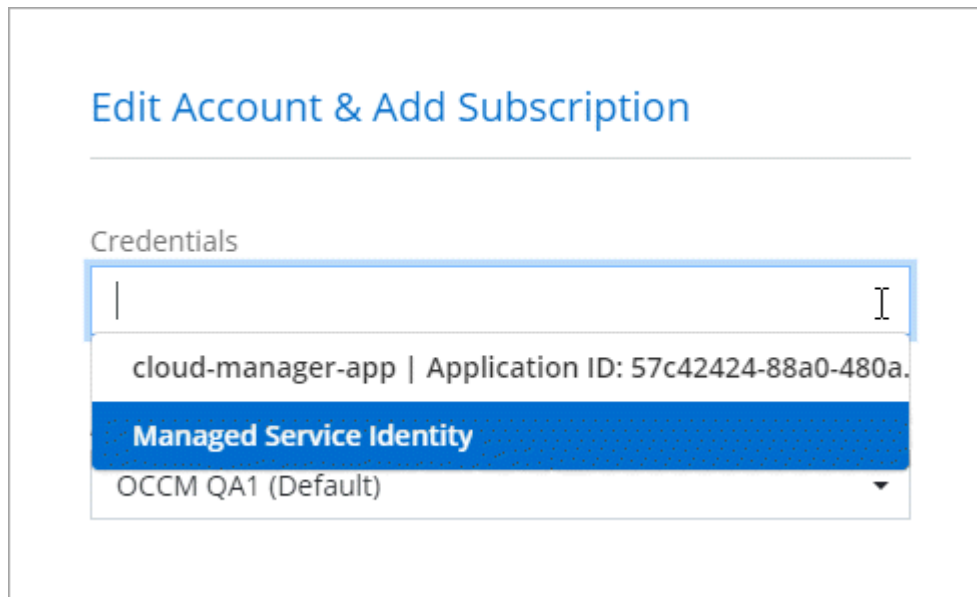 Edit Account & Add Subscription
Credentials
cloud-manager-app | Application ID: 57c42424-88a0-480a.
Managed Service Identity
OCCM QA1 (Default)